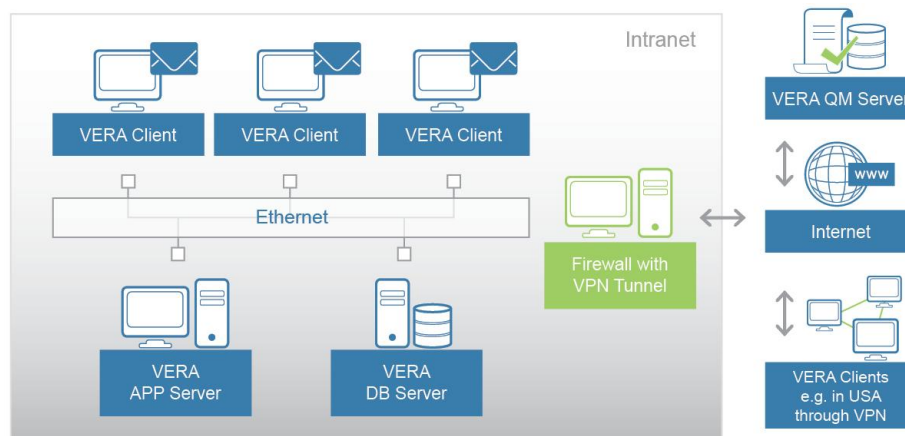 Intranet
VERA Client
VERA Client
VERA Client
Ethernet
VERA
APP Server
VERA
DB Server
Firewall with
VPN Tunnel
VERA QM Server
www
Internet
VERA Clients
e.g. in USA
through VPN